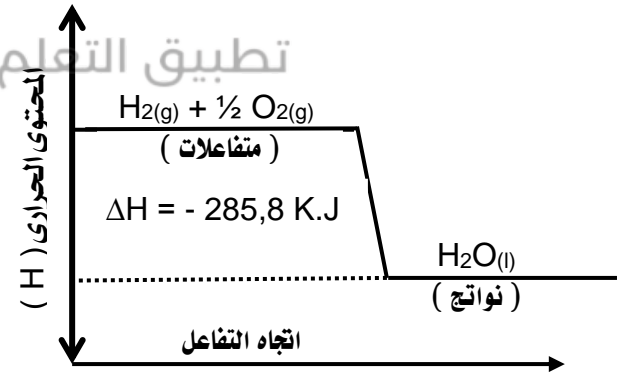 تطبيق التعلم
H2(g) + ½ O2(g)
( متفاعلات )
ΔH = - 285,8 K.J
H2O(l)
( نواتج )
المحتوى الحرارى ( H )
اتجاه التفاعل